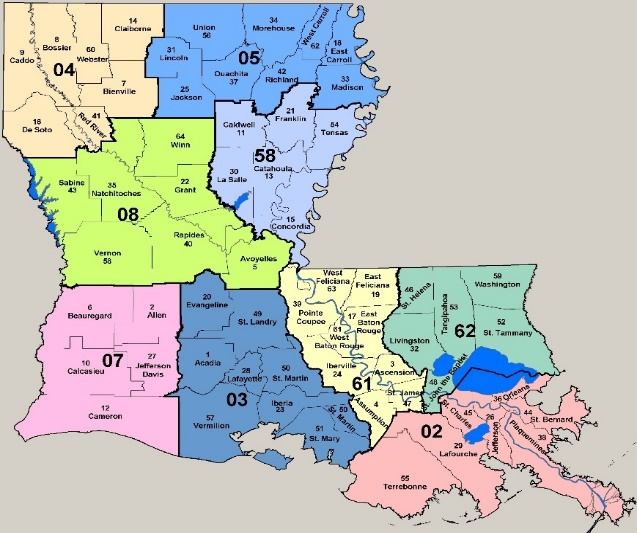 14
Claiborne
8
Bossier
9
Caddo
60
Webster
04
7
Bienville
16
De Soto
41
Red River
Union
56
34
Morehouse
West Carroll
62
18
East
Carroll
31
Lincoln
05
Ouachita
37
42
Richland
33
Madison
25
Jackson
Caldwell
11
21
Franklin
54
Tensas
58
30
La Salle
Catahoula
13
15
Concordia
64
Winn
Sabine
43
35
Natchitoches
22
Grant
08
Rapides
40
Vernon
58
Avoyelles
5
6
Beauregard
2
Allen
07
10
Calcasieu
27
Jefferson
Davis
12
Cameron
20
Evangeline
49
St. Landry
1
Acadia
28
Lafayette
50
St. Martin
03
Iberia
23
57
Vermilion
50
St. Martin
51
St. Mary
West
Feliciana
63
East
Feliciana
19
39
Pointe
Coupee
17
East
Baton
Rouge
61
West
Baton Rouge
Iberville
24
3
Ascension
61
St. James
47
4
Assumption
46
St. Helena
Tangipahoa
53
59
Washington
52
St. Tammany
62
Livingston
32
48
St. John the Baptist
45
St. Charles
26
Jefferson
36 Orleans
44
St. Bernard
38
Plaquemines
02
29
Lafourche
55
Terrebonne